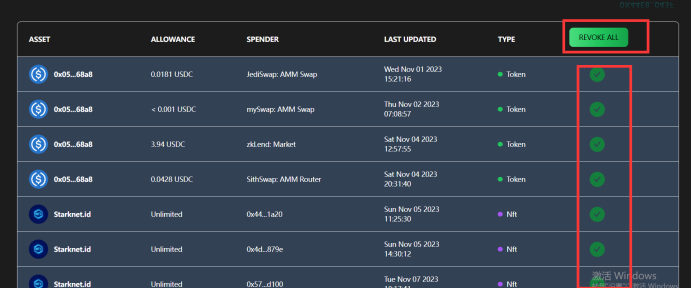 ASSET ALLOWANCE SPENDER LAST UPDATED TYPE REVOKE ALL
0x05...68a8 0.0181 USDC JediSwap: AMM Swap Wed Nov 01 2023 Token
15:21:16
0x05...68a8 < 0.001 USDC mySwap: AMM Swap Thu Nov 02 2023 Token
07:08:57
0x05...68a8 3.94 USDC zkLend: Market Sat Nov 04 2023 Token
12:57:55
0x05...68a8 0.0428 USDC SithSwap: AMM Router Sat Nov 04 2023 Token
20:31:40
Starknet.id Unlimited 0x44...1a20 Sun Nov 05 2023 Nft
11:25:30
Starknet.id Unlimited 0x4d...879e Sun Nov 05 2023 Nft
14:30:12
Starknet.id Unlimited 0x57...d100 Tue Nov 07 2023 Nft
激活 Windows
激活 Windows